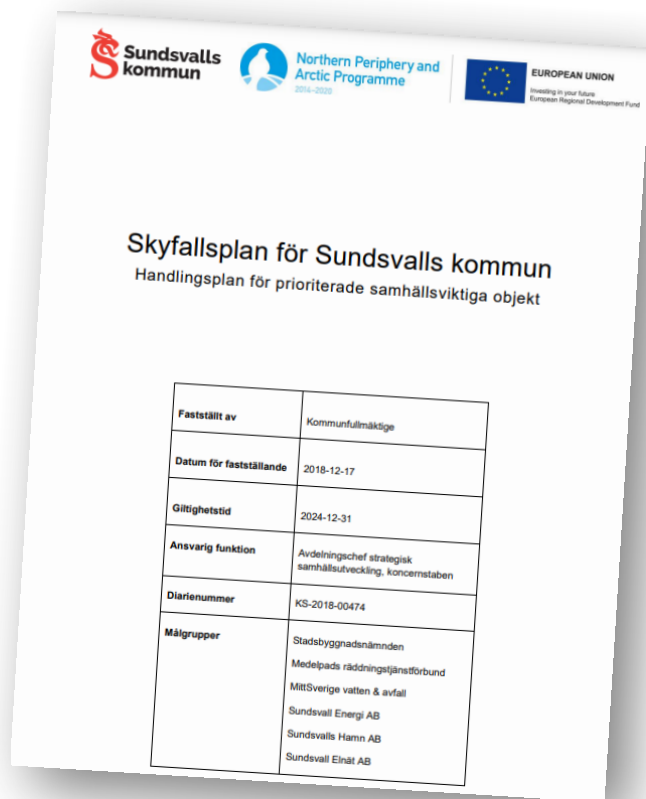 Sundsvalls
kommun
Northern Periphery and
Arctic Programme
2014–2020
EUROPEAN UNION
Investing in your future
European Regional Development Fund
Skyfallsplan för Sundsvalls kommun
Handlingsplan för prioriterade samhällsviktiga objekt
Fastställt av
Kommunfullmäktige
Datum för fastställande
2018-12-17
Giltighetstid
2024-12-31
Ansvarig funktion
Avdelningschef strategisk
samhällsutveckling, koncernstaben
Diarienummer
KS-2018-00474
Målgrupper
Stadsbyggnadsnämnden
Medelpads räddningstjänstförbund
MittSverige vatten & avfall
Sundsvall Energi AB
Sundsvalls Hamn AB
Sundsvall Elnät AB